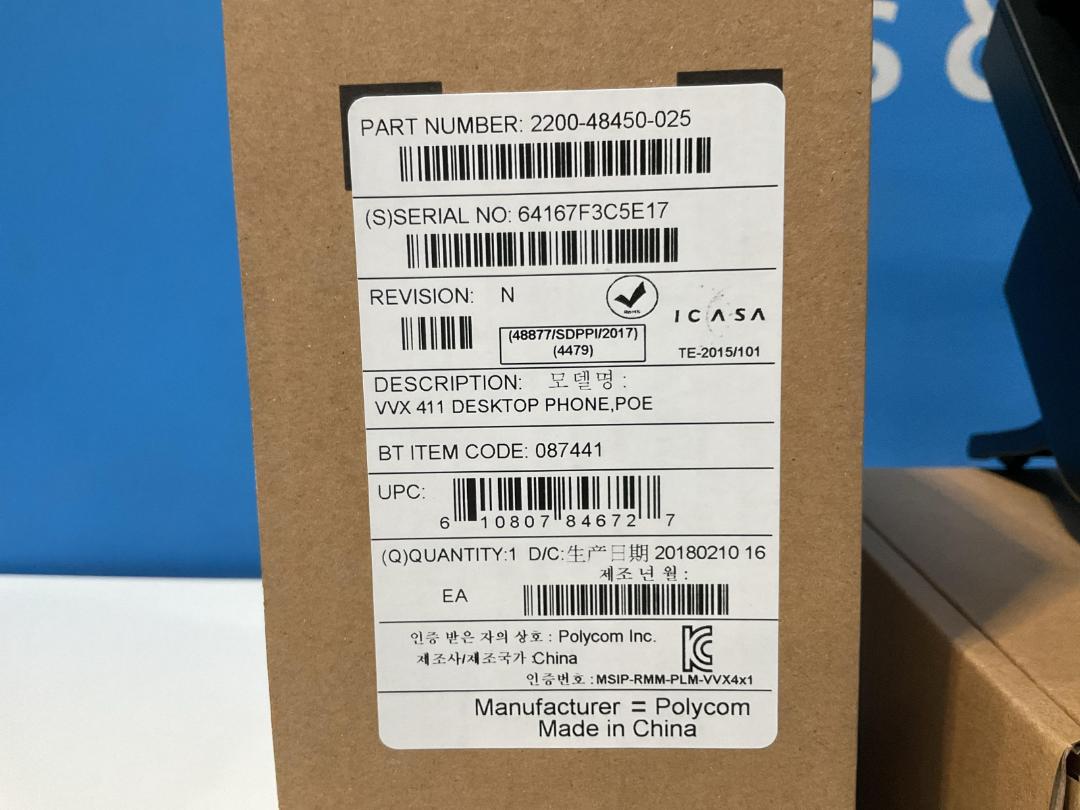 S &
PART NUMBER: 2200-48450-025
(S)SERIAL NO: 64167F3C5E17
REVISION: N
RoHS
(48877/SDPPI/2017)
(4479)
ICASA
TE-2015/101
DESCRIPTION: 모델명 :
VVX 411 DESKTOP PHONE,POE
BT ITEM CODE: 087441
UPC:
6 10807 84672 7
(Q)QUANTITY:1 D/C:生产日期 20180210 16
제조 년 월 :
EA
인증 받은 자의 상호 : Polycom Inc.
제조사/제조국가 :China
인증번호 : MSIP-RMM-PLM-VVX4x1
Manufacturer = Polycom
Made in China